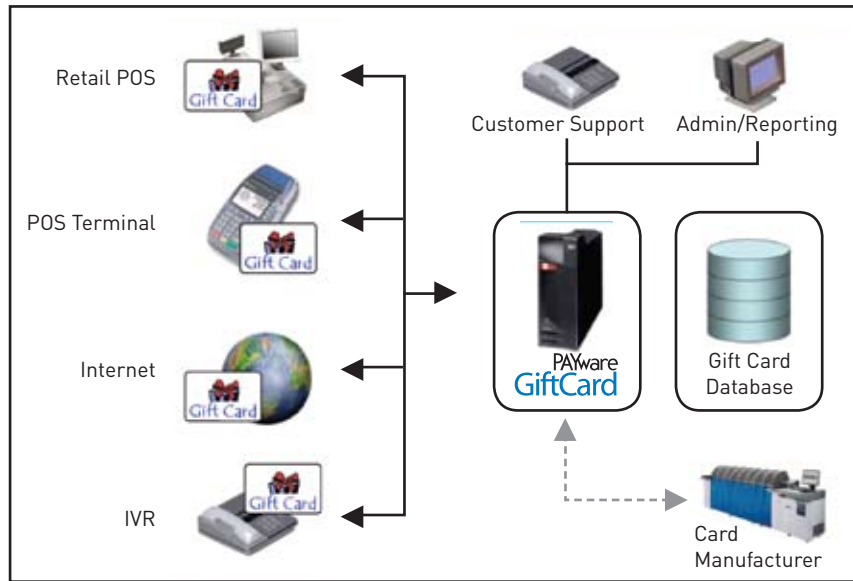 Retail POS
Gift Card
POS Terminal
Gift Card
Internet
Gift Card
IVR
Gift Card
Customer Support
Admin/Reporting
PAYware
GiftCard
Gift Card
Database
Card
Manufacturer